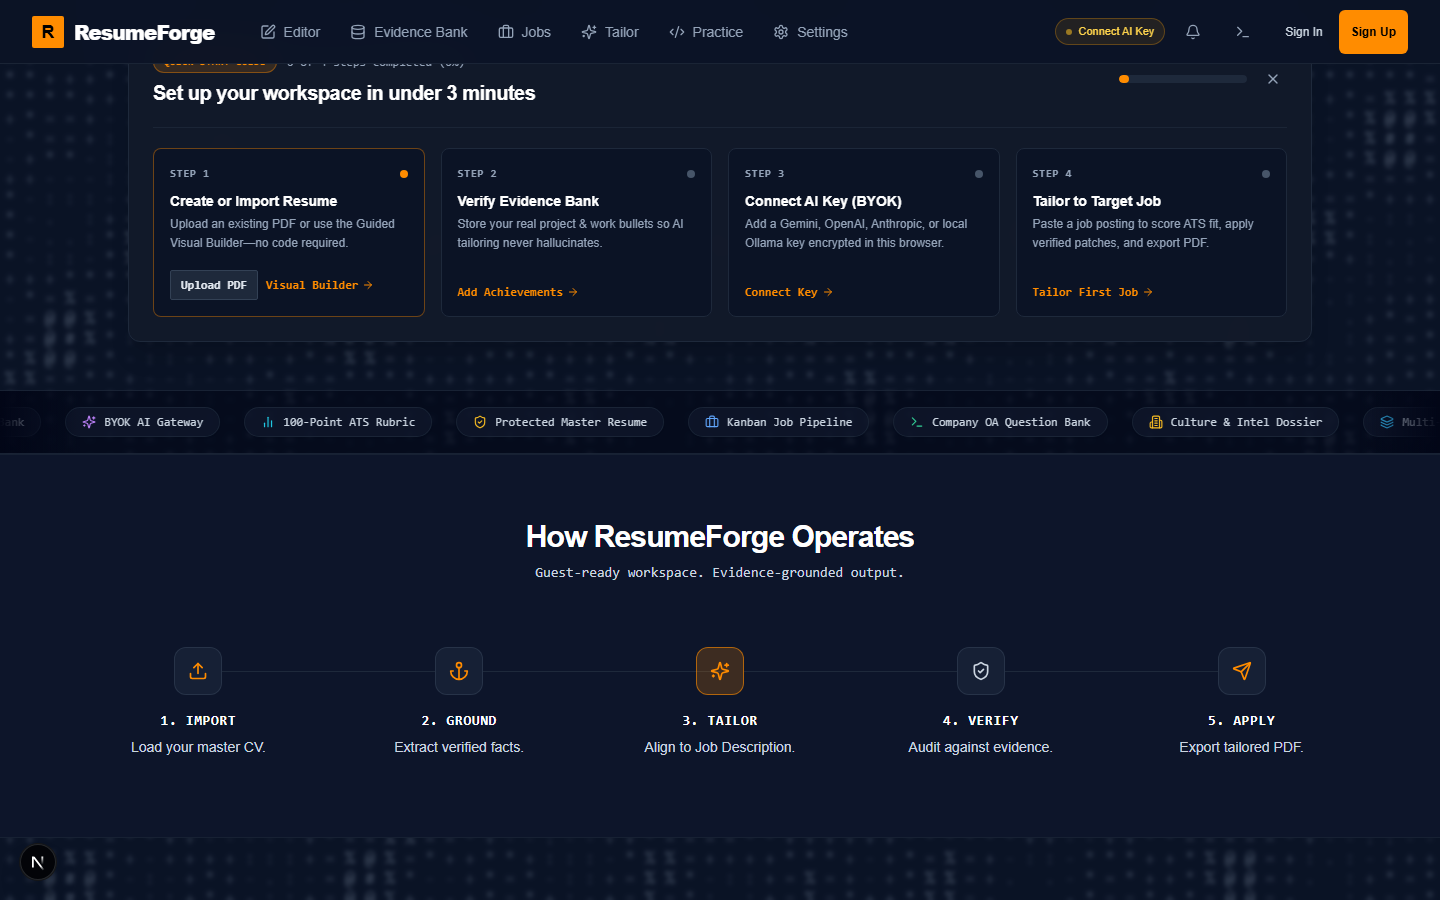 R ResumeForge Editor Evidence Bank Jobs Tailor Practice Settings Connect AI Key Sign In Sign Up
Set up your workspace in under 3 minutes
STEP 1
Create or Import Resume
Upload an existing PDF or use the Guided
Visual Builder—no code required.
Upload PDF Visual Builder →
STEP 2
Verify Evidence Bank
Store your real project & work bullets so AI
tailoring never hallucinates.
Add Achievements →
STEP 3
Connect AI Key (BYOK)
Add a Gemini, OpenAI, Anthropic, or local
Ollama key encrypted in this browser.
Connect Key →
STEP 4
Tailor to Target Job
Paste a job posting to score ATS fit, apply
verified patches, and export PDF.
Tailor First Job →
BYOK AI Gateway 100-Point ATS Rubric Protected Master Resume Kanban Job Pipeline Company OA Question Bank Culture & Intel Dossier Multi
How ResumeForge Operates
Guest-ready workspace. Evidence-grounded output.
1. IMPORT
Load your master CV.
2. GROUND
Extract verified facts.
3. TAILOR
Align to Job Description.
4. VERIFY
Audit against evidence.
5. APPLY
Export tailored PDF.
N